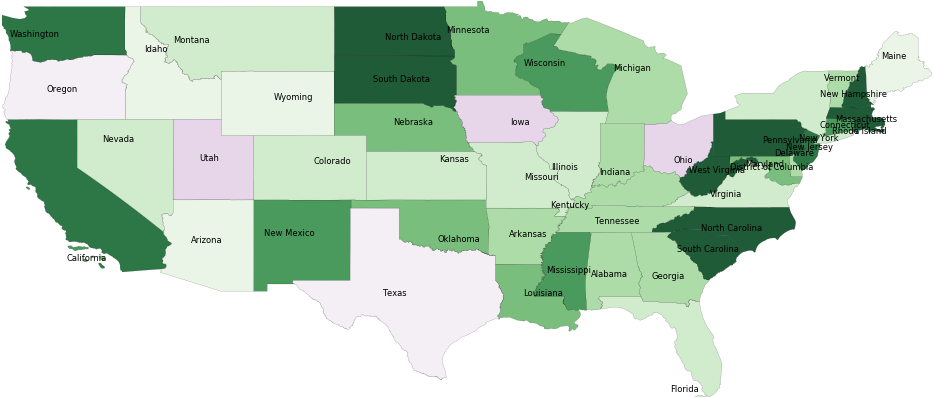 Washington
Idaho
Montana
North Dakota
Minnesota
Maine
Oregon
Wyoming
South Dakota
Wisconsin
Michigan
Vermont
New Hampshire
Nebraska
Iowa
Massachusetts
Connecticut
Rhode Island
Nevada
Utah
Colorado
Kansas
Illinois
Indiana
Ohio
Pennsylvania
New York
New Jersey
Delaware
Maryland
District of Columbia
West Virginia
Missouri
Virginia
Kentucky
California
Arizona
New Mexico
Oklahoma
Arkansas
Tennessee
North Carolina
South Carolina
Texas
Louisiana
Mississippi
Alabama
Georgia
Florida